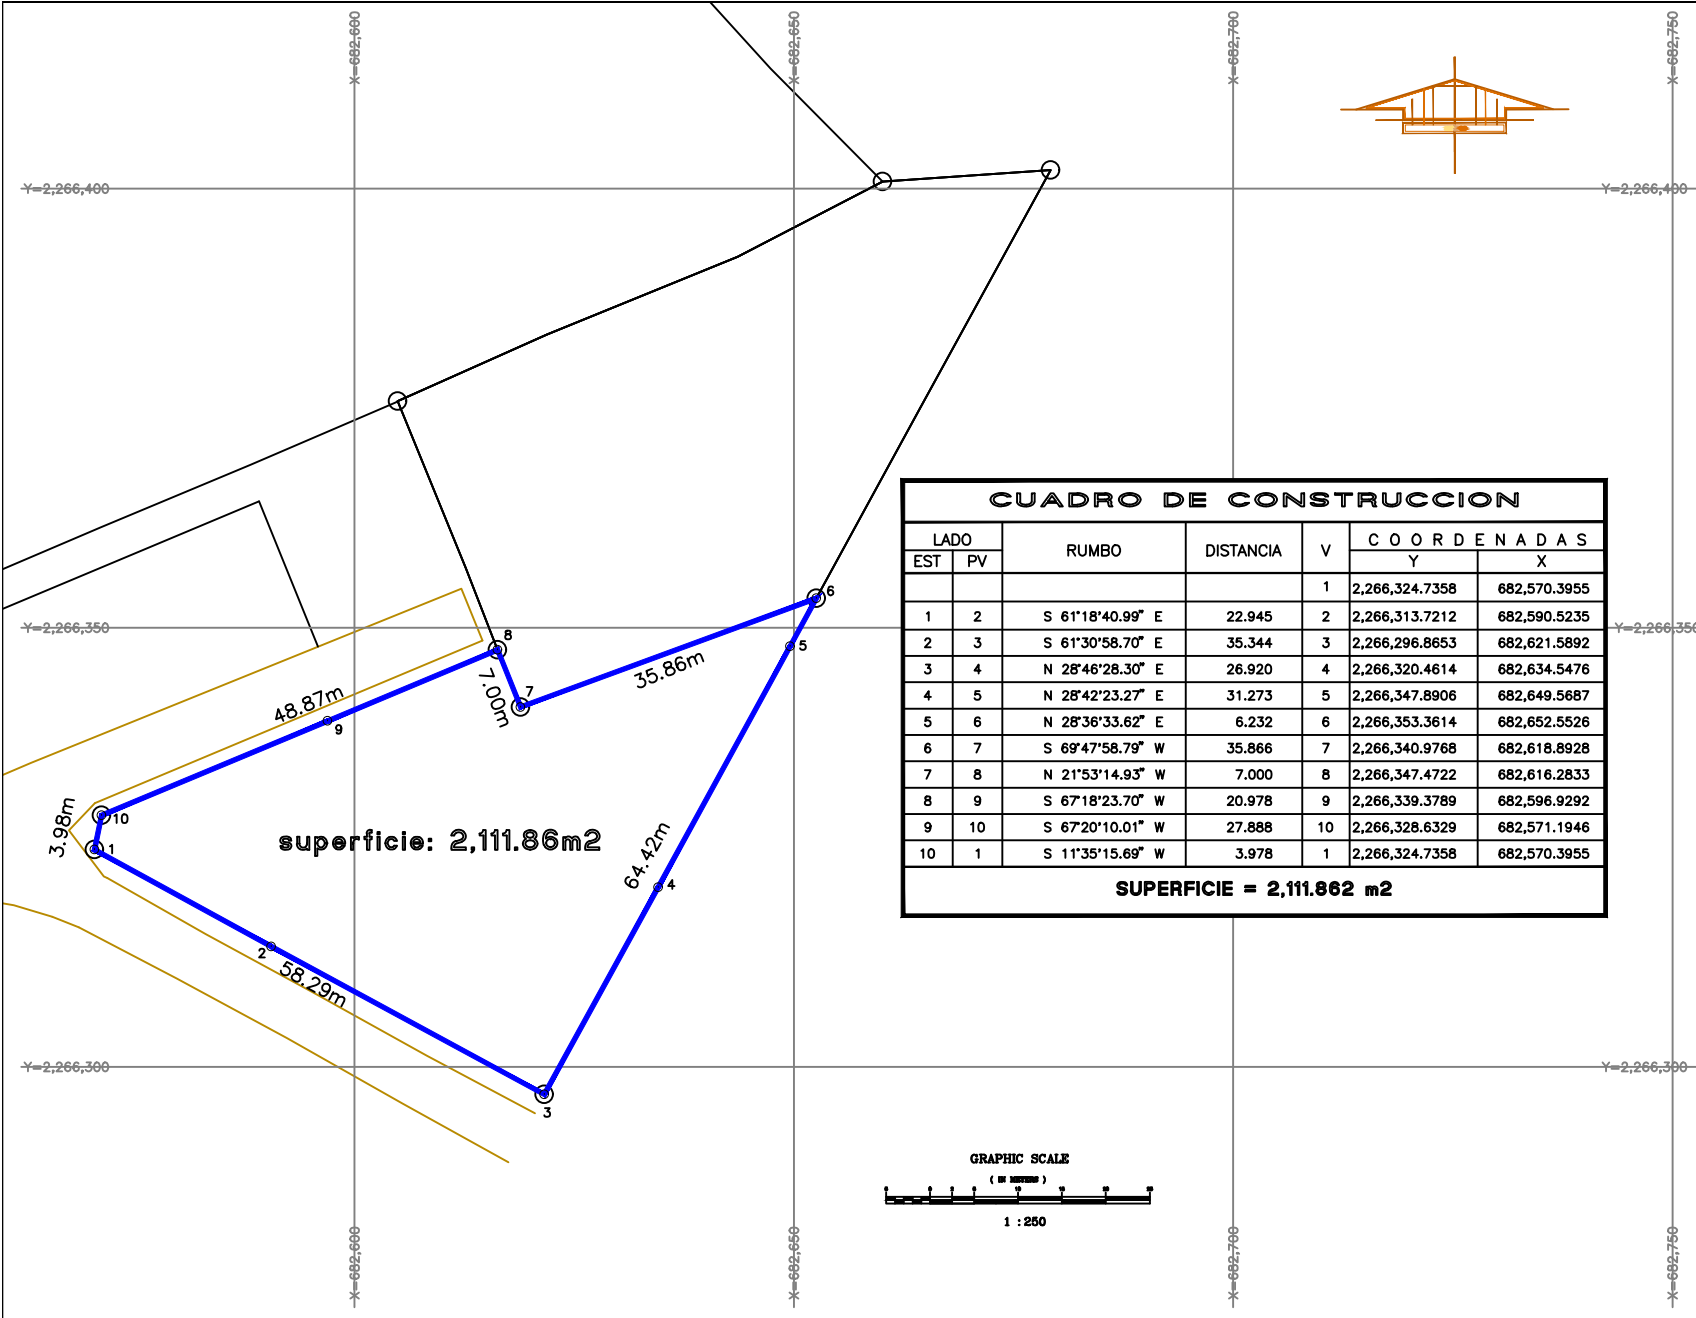 X=682,600
X=682,650
X=682,700
X=682,750
Y=2,266,400
Y=2,266,400
CUADRO DE CONSTRUCCION
LADO RUMBO DISTANCIA V COORDENADAS
EST PV Y X
1 2,266,324.7358 682,570.3955
1 2 S 61°18'40.99" E 22.945 2 2,266,313.7212 682,590.5235
2 3 S 61°30'58.70" E 35.344 3 2,266,296.8653 682,621.5892
3 4 N 28°46'28.30" E 26.920 4 2,266,320.4614 682,634.5476
4 5 N 28°42'23.27" E 31.273 5 2,266,347.8906 682,649.5687
5 6 N 28°36'33.62" E 6.232 6 2,266,353.3614 682,652.5526
6 7 S 69°47'58.79" W 35.866 7 2,266,340.9768 682,618.8928
7 8 N 21°53'14.93" W 7.000 8 2,266,347.4722 682,616.2833
8 9 S 67°18'23.70" W 20.978 9 2,266,339.3789 682,596.9292
9 10 S 67°20'10.01" W 27.888 10 2,266,328.6329 682,571.1946
10 1 S 11°35'15.69" W 3.978 1 2,266,324.7358 682,570.3955
SUPERFICIE = 2,111.862 m2
6
Y=2,266,350
Y=2,266,350
8
5
35.86m
7.00m
7
48.87m
9
3.98m
10
1
superficie: 2,111.86m2
64.42m
4
2
58.29m
Y=2,266,300
Y=2,266,300
3
GRAPHIC SCALE
( IN METERS )
1 : 250
X=682,600
X=682,650
X=682,700
X=682,750